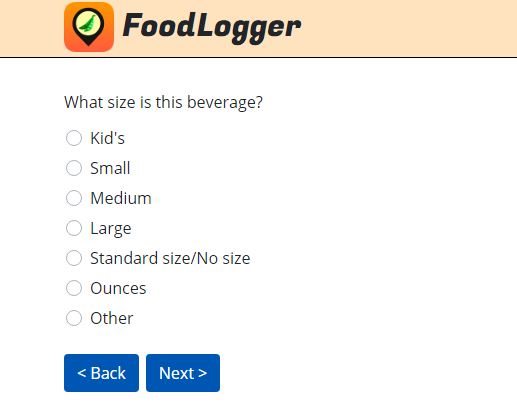 FoodLogger
What size is this beverage?
Kid's
Small
Medium
Large
Standard size/No size
Ounces
Other
< Back Next >